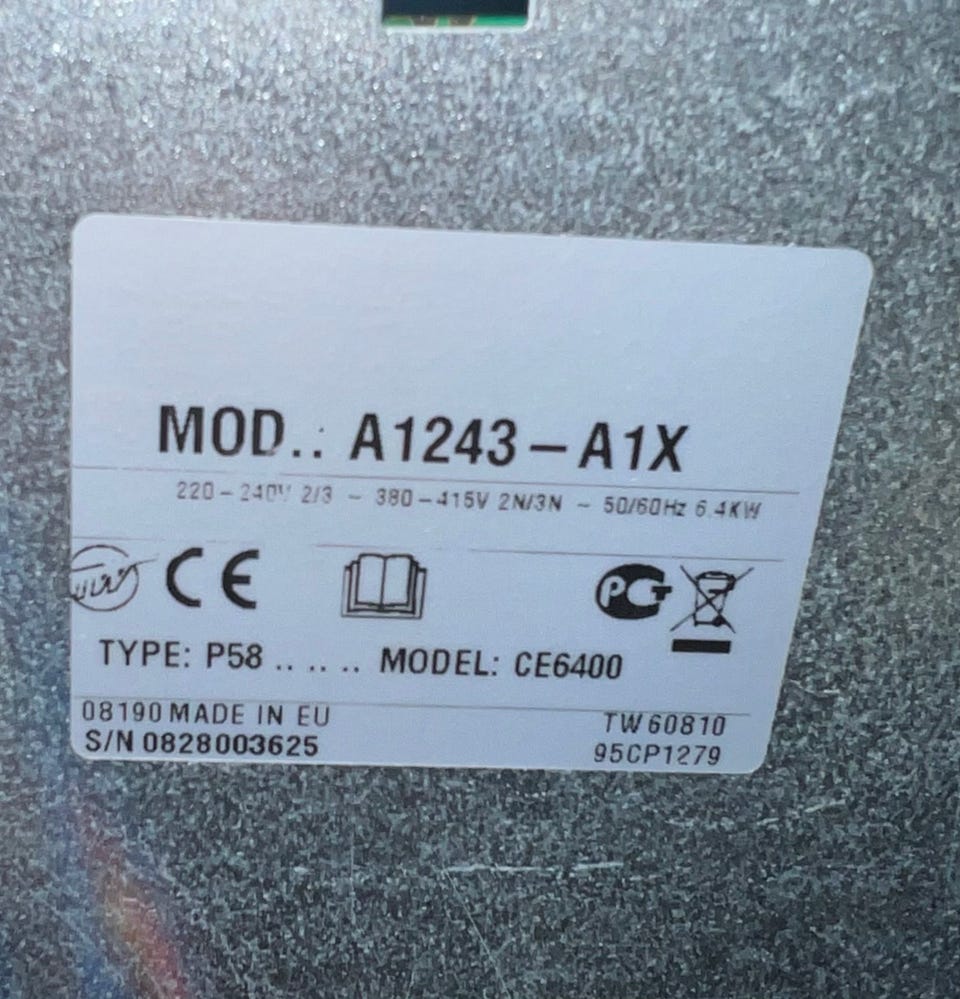 MOD..: A1243-A1X
220-240V 2/3 ~ 380-415V 2N/3N ~ 50/60Hz 6.4KW
CE
PCT
TYPE: P58 .. .. .. MODEL: CE6400
08190 MADE IN EU TW 60810
S/N 0828003625 95CP1279